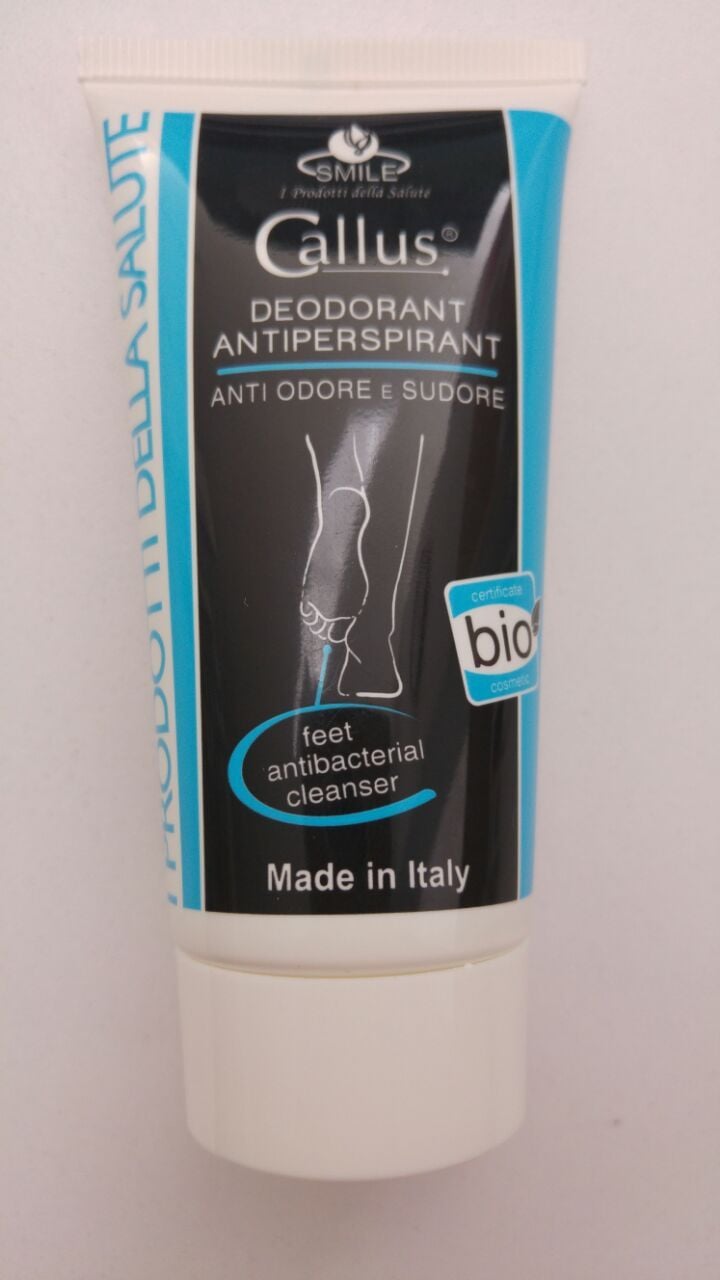 SMILE
I Prodotti della Salute
Callus®
DEODORANT
ANTIPERSPIRANT
ANTI ODORE E SUDORE
certificate
bio
cosmetic
feet
antibacterial
cleanser
Made in Italy
I PRODOTTI DELLA SALUTE